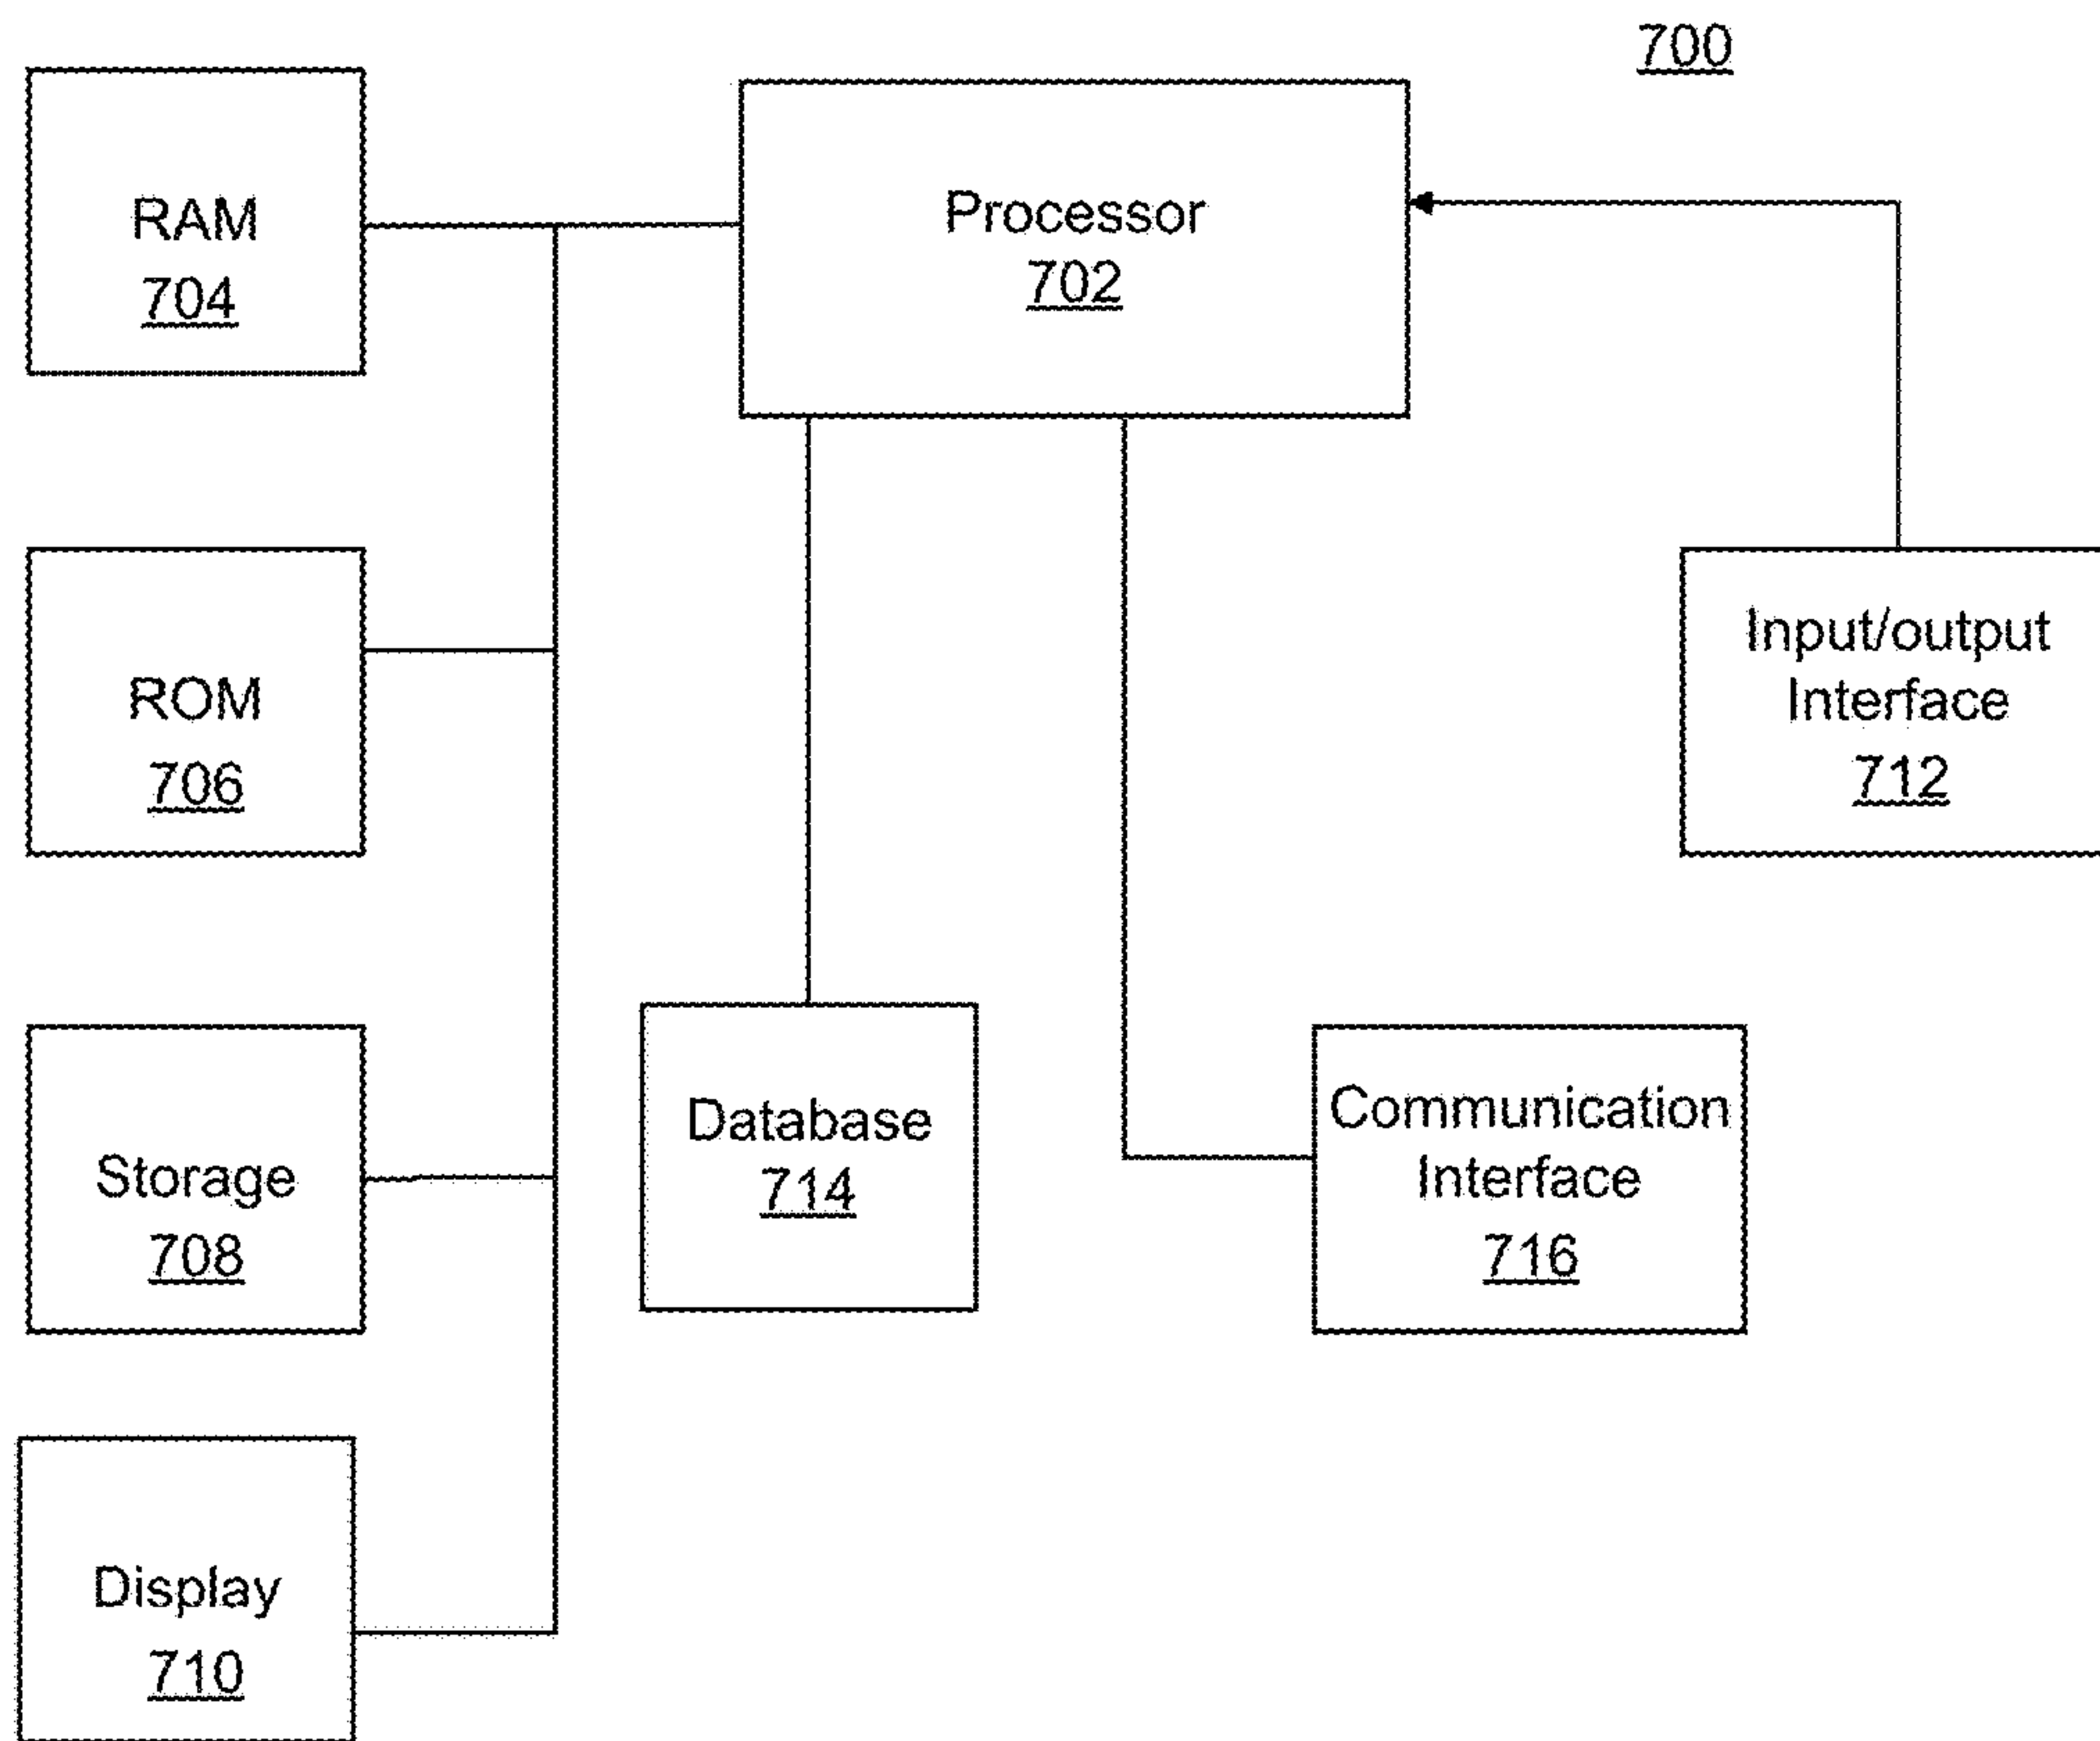 700
RAM
704
Processor
702
ROM
706
Input/output
Interface
712
Storage
708
Database
714
Communication
Interface
716
Display
710